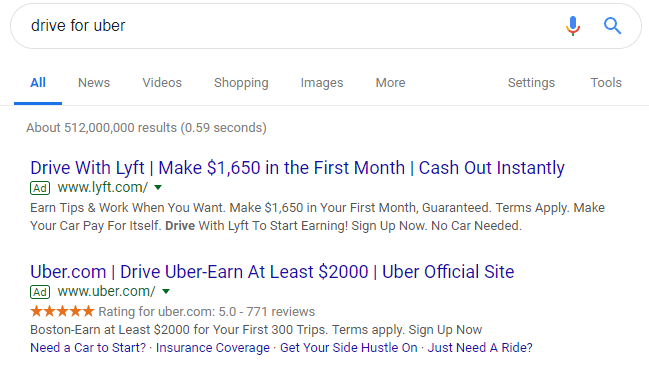 drive for uber
All News Videos Shopping Images More Settings Tools
About 512,000,000 results (0.59 seconds)
Drive With Lyft | Make $1,650 in the First Month | Cash Out Instantly
Ad www.lyft.com/
Earn Tips & Work When You Want. Make $1,650 in Your First Month, Guaranteed. Terms Apply. Make
Your Car Pay For Itself. Drive With Lyft To Start Earning! Sign Up Now. No Car Needed.
Uber.com | Drive Uber-Earn At Least $2000 | Uber Official Site
Ad www.uber.com/
Rating for uber.com: 5.0 - 771 reviews
Boston-Earn at Least $2000 for Your First 300 Trips. Terms apply. Sign Up Now
Need a Car to Start? · Insurance Coverage · Get Your Side Hustle On · Just Need A Ride?